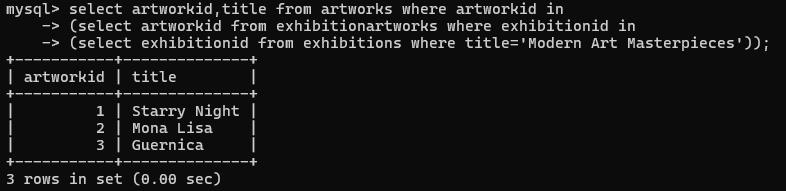 mysql> select artworkid,title from artworks where artworkid in
    -> (select artworkid from exhibitionartworks where exhibitionid in
    -> (select exhibitionid from exhibitions where title='Modern Art Masterpieces'));
+-----------+--------------+
| artworkid | title        |
+-----------+--------------+
|         1 | Starry Night |
|         2 | Mona Lisa    |
|         3 | Guernica     |
+-----------+--------------+
3 rows in set (0.00 sec)